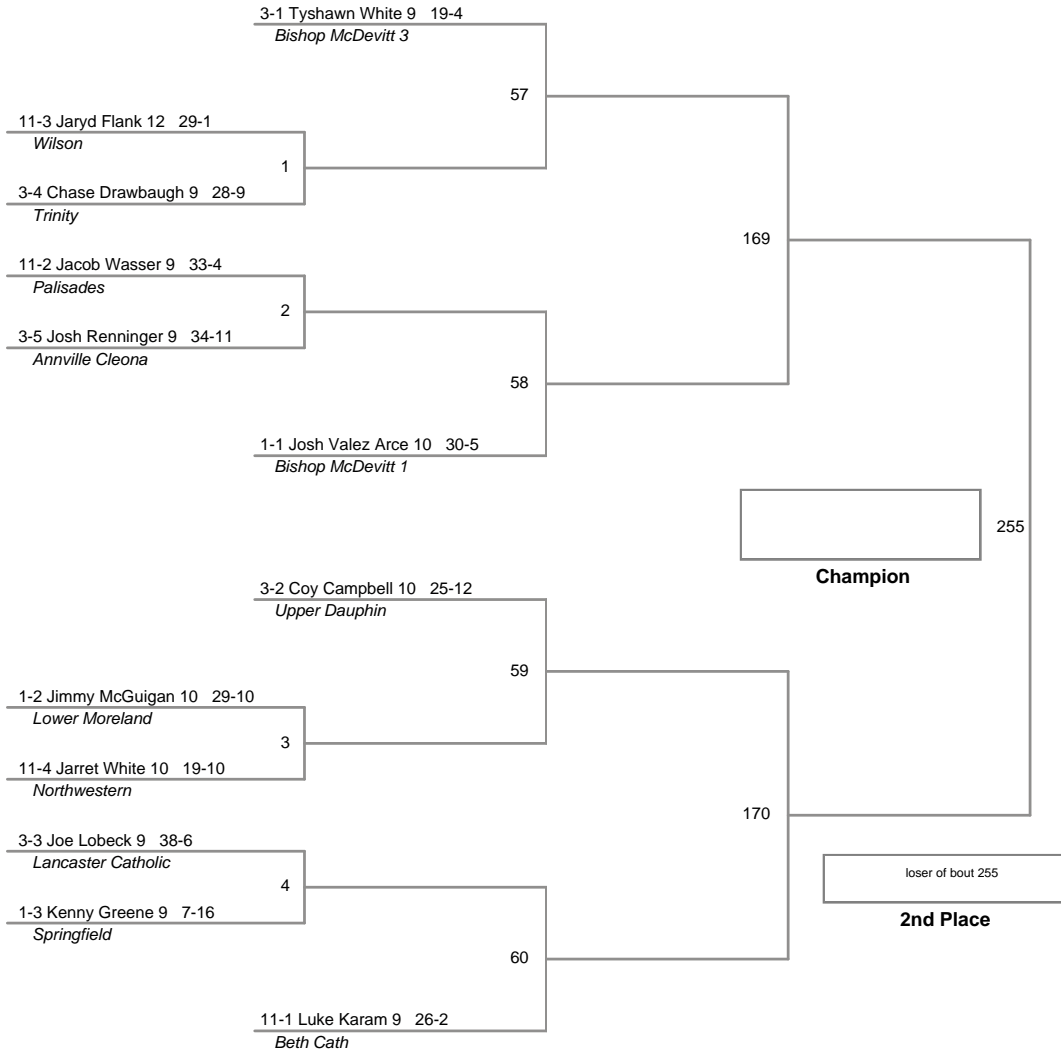 3-1 Tyshawn White 9 19-4
Bishop McDevitt 3
57
11-3 Jaryd Flank 12 29-1
Wilson
1
3-4 Chase Drawbaugh 9 28-9
Trinity
169
11-2 Jacob Wasser 9 33-4
Palisades
2
3-5 Josh Renninger 9 34-11
Annville Cleona
58
1-1 Josh Valez Arce 10 30-5
Bishop McDevitt 1
255
Champion
3-2 Coy Campbell 10 25-12
Upper Dauphin
59
1-2 Jimmy McGuigan 10 29-10
Lower Moreland
3
11-4 Jarret White 10 19-10
Northwestern
170
3-3 Joe Lobeck 9 38-6
Lancaster Catholic
loser of bout 255
4
1-3 Kenny Greene 9 7-16
Springfield
2nd Place
60
11-1 Luke Karam 9 26-2
Beth Cath